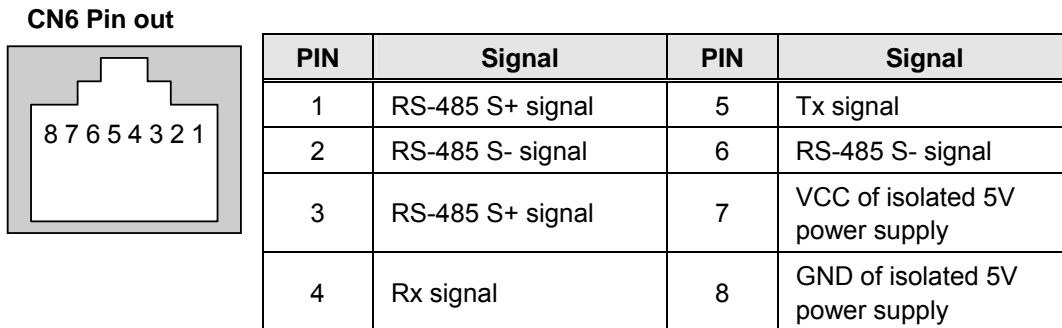 CN6 Pin out
8 7 6 5 4 3 2 1
PIN Signal PIN Signal
1 RS-485 S+ signal 5 Tx signal
2 RS-485 S- signal 6 RS-485 S- signal
3 RS-485 S+ signal 7 VCC of isolated 5V
power supply
4 Rx signal 8 GND of isolated 5V
power supply